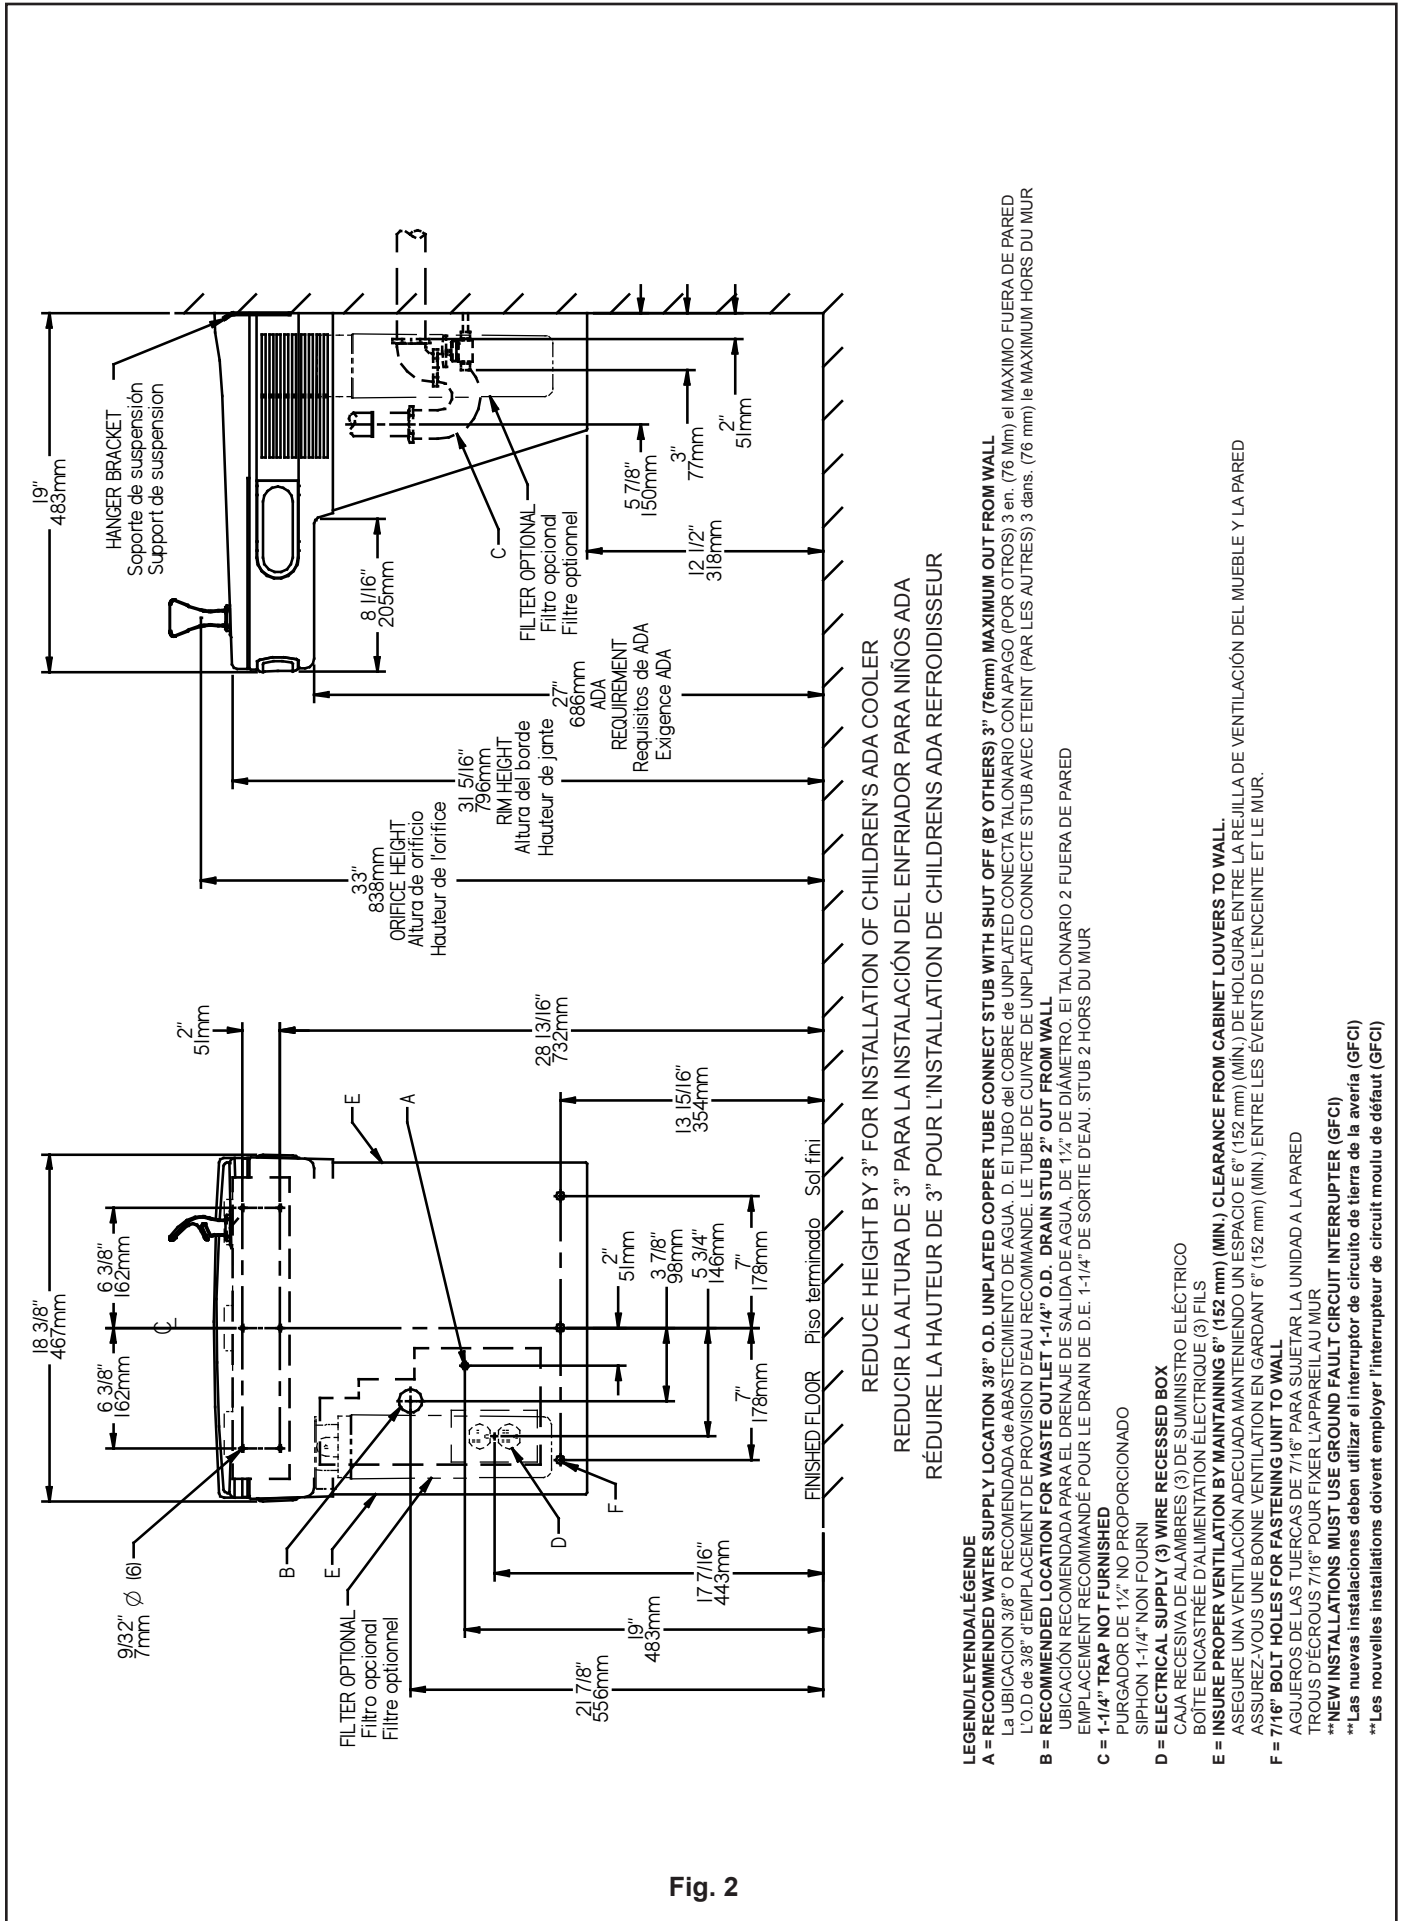 19"
483mm
HANGER BRACKET
Soporte de suspensión
Support de suspension
8 1/16"
205mm
C
FILTER OPTIONAL
Filtro opcional
Filtre optionnel
2"
51mm
3"
77mm
5 7/8"
150mm
12 1/2"
318mm
27"
686mm
ADA
REQUIREMENT
Requisitos de ADA
Exigence ADA
31 5/16"
796mm
RIM HEIGHT
Altura del borde
Hauteur de jante
33"
838mm
ORIFICE HEIGHT
Altura de orificio
Hauteur de l'orifice
18 3/8"
467mm
6 3/8"
162mm
6 3/8"
162mm
C
L
9/32" Ø (6)
7mm
2"
51mm
28 13/16"
732mm
13 15/16"
354mm
E
A
B
E
FILTER OPTIONAL
Filtro opcional
Filtre optionnel
D
F
2"
51mm
3 7/8"
98mm
5 3/4"
146mm
7"
178mm
7"
178mm
17 7/16"
443mm
19"
483mm
21 7/8"
556mm
FINISHED FLOOR Piso terminado Sol fini
REDUCE HEIGHT BY 3" FOR INSTALLATION OF CHILDREN'S ADA COOLER
REDUCIR LA ALTURA DE 3" PARA LA INSTALACIÓN DEL ENFRIADOR PARA NIÑOS ADA
RÉDUIRE LA HAUTEUR DE 3" POUR L'INSTALLATION DE CHILDRENS ADA REFROIDISSEUR
LEGEND/LEYENDA/LÉGENDE
A = RECOMMENDED WATER SUPPLY LOCATION 3/8" O.D. UNPLATED COPPER TUBE CONNECT STUB WITH SHUT OFF (BY OTHERS) 3" (76mm) MAXIMUM OUT FROM WALL
La UBICACION 3/8" O RECOMENDADA de ABASTECIMIENTO DE AGUA. D. El TUBO del COBRE de UNPLATED CONECTA TALONARIO CON APAGO (POR OTROS) 3 en. (76 Mm) el MAXIMO FUERA DE PARED
L'O.D de 3/8" d'EMPLACEMENT DE PROVISION D'EAU RECOMMANDE. LE TUBE DE CUIVRE DE UNPLATED CONNECTE STUB AVEC ETEINT (PAR LES AUTRES) 3 dans. (76 mm) le MAXIMUM HORS DU MUR
B = RECOMMENDED LOCATION FOR WASTE OUTLET 1-1/4" O.D. DRAIN STUB 2" OUT FROM WALL
UBICACIÓN RECOMENDADA PARA EL DRENAJE DE SALIDA DE AGUA, DE 1¼" DE DIÁMETRO. El TALONARIO 2 FUERA DE PARED
EMPLACEMENT RECOMMANDÉ POUR LE DRAIN DE D.E. 1-1/4" DE SORTIE D'EAU. STUB 2 HORS DU MUR
C = 1-1/4" TRAP NOT FURNISHED
PURGADOR DE 1¼" NO PROPORCIONADO
SIPHON 1-1/4" NON FOURNI
D = ELECTRICAL SUPPLY (3) WIRE RECESSED BOX
CAJA RECESIVA DE ALAMBRES (3) DE SUMINISTRO ELÉCTRICO
BOÎTE ENCASTRÉE D'ALIMENTATION ÉLECTRIQUE (3) FILS
E = INSURE PROPER VENTILATION BY MAINTAINING 6" (152 mm) (MIN.) CLEARANCE FROM CABINET LOUVERS TO WALL.
ASEGURE UNA VENTILACIÓN ADECUADA MANTENIENDO UN ESPACIO E 6" (152 mm) (MÍN.) DE HOLGURA ENTRE LA REJILLA DE VENTILACIÓN DEL MUEBLE Y LA PARED
ASSUREZ-VOUS UNE BONNE VENTILATION EN GARDANT 6" (152 mm) (MIN.) ENTRE LES ÉVENTS DE L'ENCEINTE ET LE MUR.
F = 7/16" BOLT HOLES FOR FASTENING UNIT TO WALL
AGUJEROS DE LAS TUERCAS DE 7/16" PARA SUJETAR LA UNIDAD A LA PARED
TROUS D'ÉCROUS 7/16" POUR FIXER L'APPAREIL AU MUR
**NEW INSTALLATIONS MUST USE GROUND FAULT CIRCUIT INTERRUPTER (GFCI)
**Las nuevas instalaciones deben utilizar el interruptor de circuito de tierra de la avería (GFCI)
**Les nouvelles installations doivent employer l'interrupteur de circuit moulu de défaut (GFCI)
Fig. 2